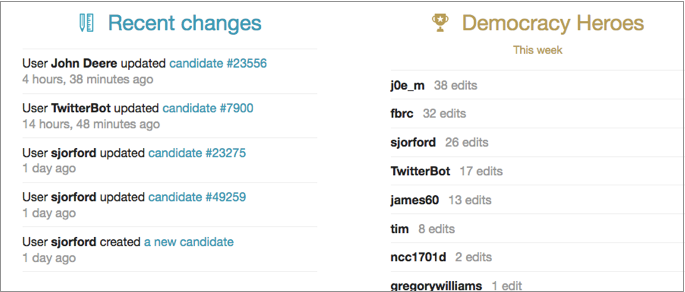 Recent changes
User John Deere updated candidate #23556
4 hours, 38 minutes ago
User TwitterBot updated candidate #7900
14 hours, 48 minutes ago
User sjorford updated candidate #23275
1 day ago
User sjorford updated candidate #49259
1 day ago
User sjorford created a new candidate
1 day ago
Democracy Heroes
This week
j0e_m 38 edits
fbrc 32 edits
sjorford 26 edits
TwitterBot 17 edits
james60 13 edits
tim 8 edits
ncc1701d 2 edits
gregorywilliams 1 edit